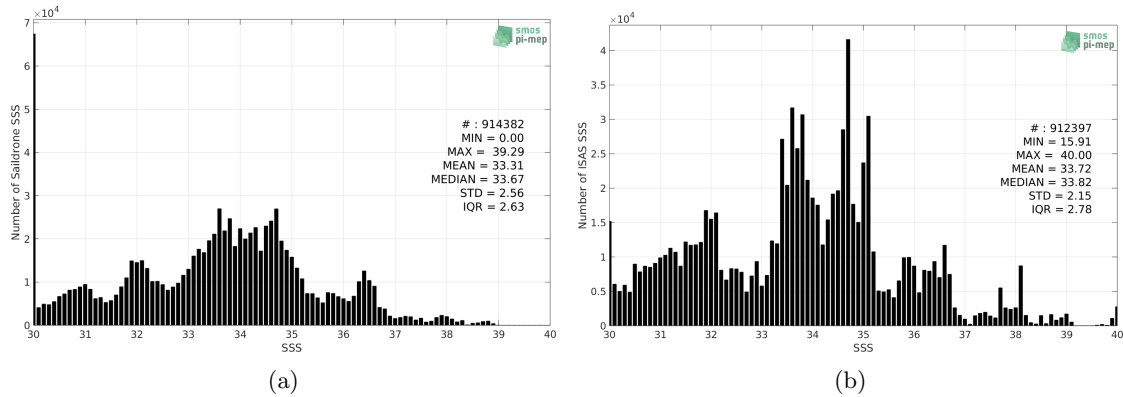 ×10^4
7
6
5
4
3
2
1
0
Number of Saildrone SSS
smos
pi-mep
# : 914382
MIN = 0.00
MAX = 39.29
MEAN = 33.31
MEDIAN = 33.67
STD = 2.56
IQR = 2.63
30 31 32 33 34 35 36 37 38 39 40
SSS
(a)
×10^4
4
3.5
3
2.5
2
1.5
1
0.5
0
Number of ISAS SSS
smos
pi-mep
# : 912397
MIN = 15.91
MAX = 40.00
MEAN = 33.72
MEDIAN = 33.82
STD = 2.15
IQR = 2.78
30 31 32 33 34 35 36 37 38 39 40
SSS
(b)